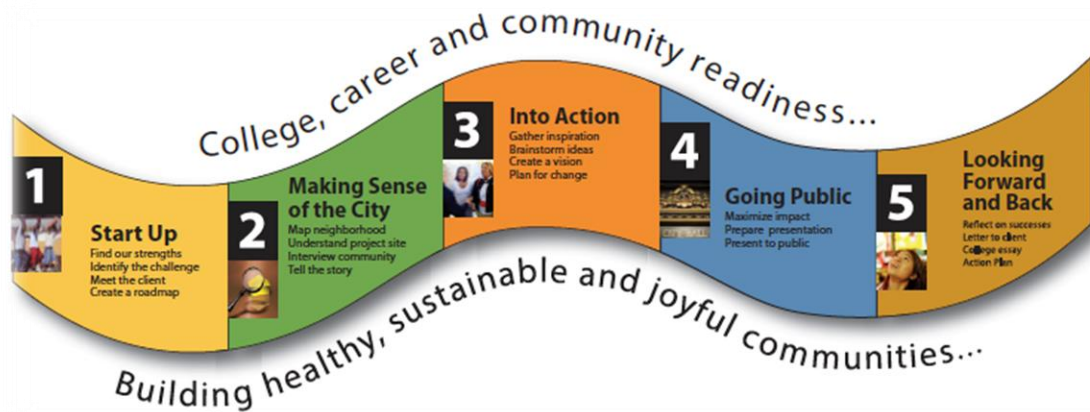 College, career and community readiness...
1
Start Up
Find our strengths
Identify the challenge
Meet the client
Create a roadmap
2
Making Sense
of the City
Map neighborhood
Understand project site
Interview community
Tell the story
3
Into Action
Gather inspiration
Brainstorm ideas
Create a vision
Plan for change
4
Going Public
Maximize impact
Prepare presentation
Present to public
5
Looking
Forward
and Back
Reflect on successes
Letter to client
College essay
Action Plan
Building healthy, sustainable and joyful communities...